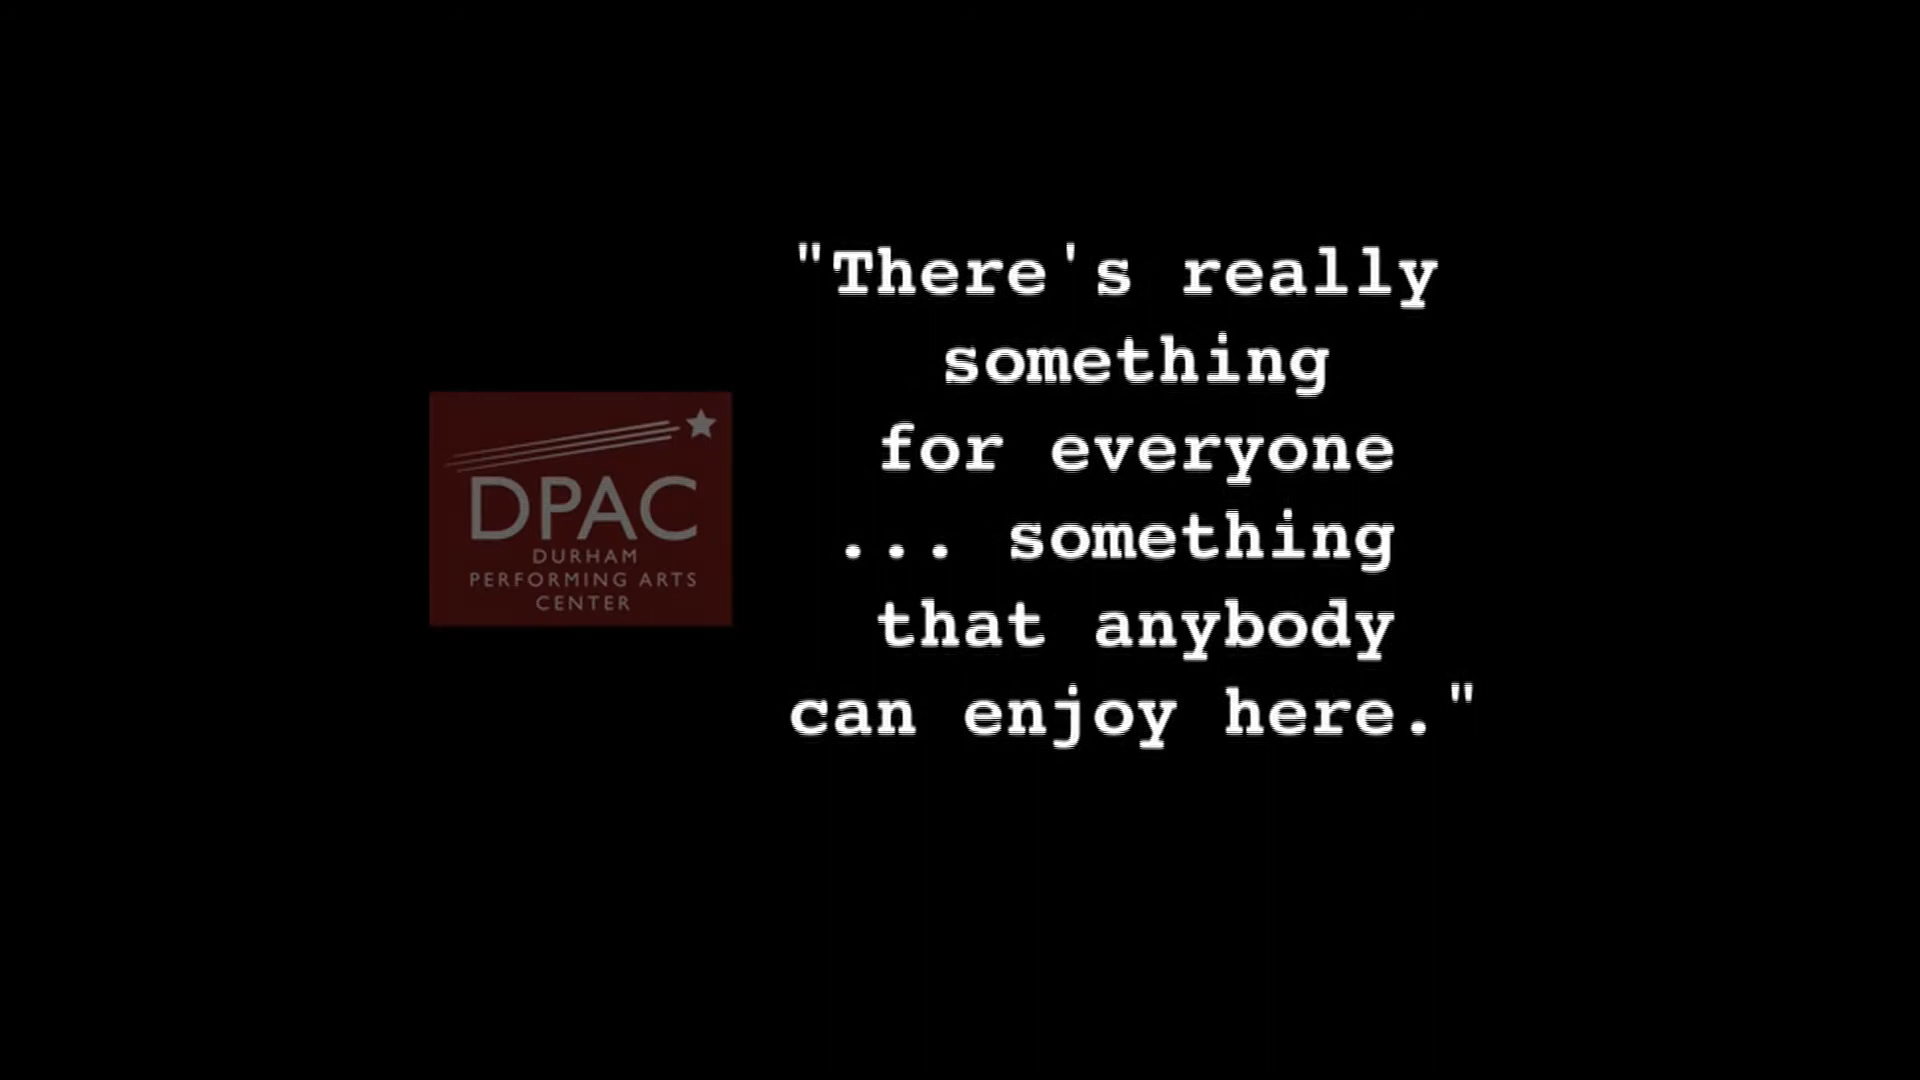 DPAC
DURHAM
PERFORMING ARTS
CENTER
"There's really
something
for everyone
... something
that anybody
can enjoy here."